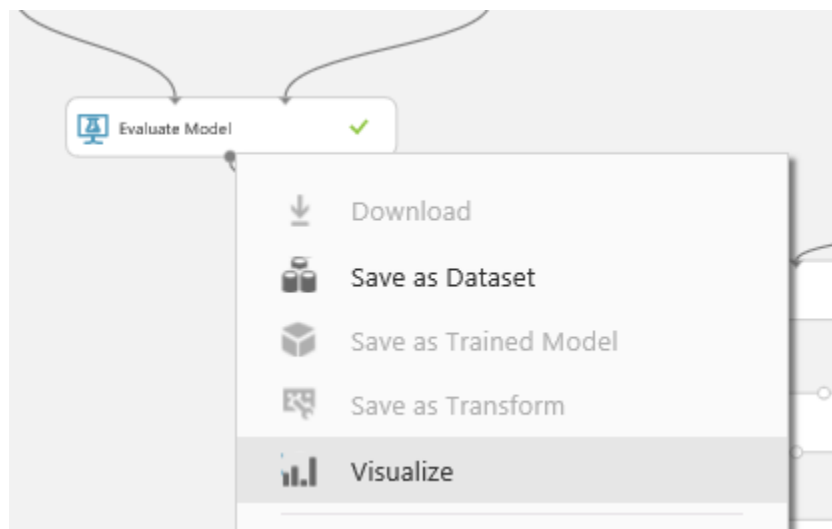 Evaluate Model
Download
Save as Dataset
Save as Trained Model
Save as Transform
Visualize